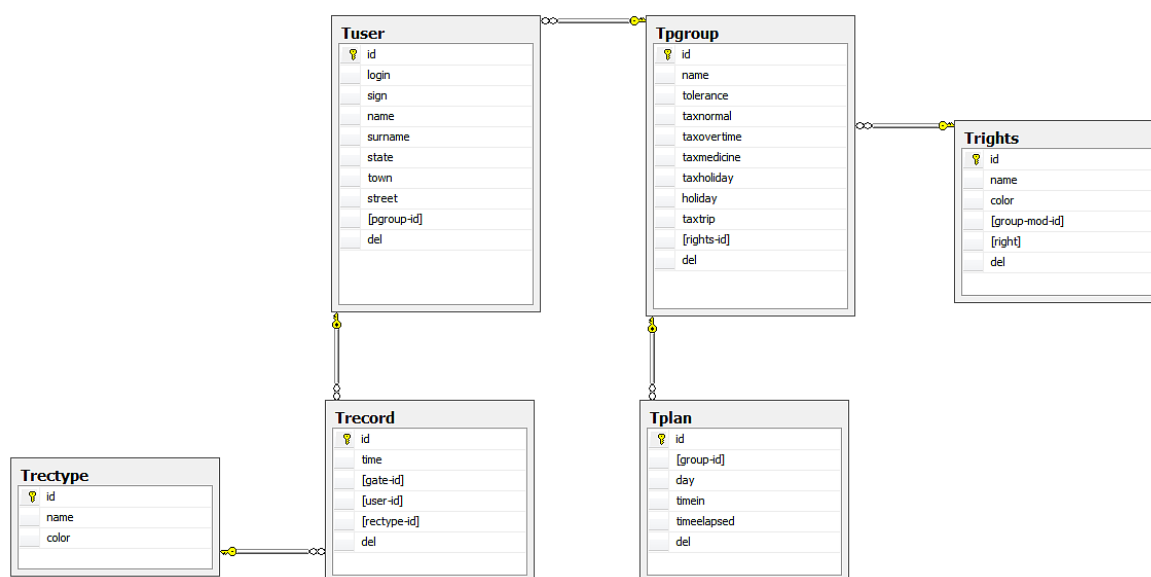 Tuser
id
login
sign
name
surname
state
town
street
[pgroup-id]
del
Tpgroup
id
name
tolerance
taxnormal
taxovertime
taxmedicine
taxholiday
holiday
taxtrip
[rights-id]
del
Trights
id
name
color
[group-mod-id]
[right]
del
Trectype
id
name
color
Trecord
id
time
[gate-id]
[user-id]
[rectype-id]
del
Tplan
id
[group-id]
day
timein
timeelapsed
del